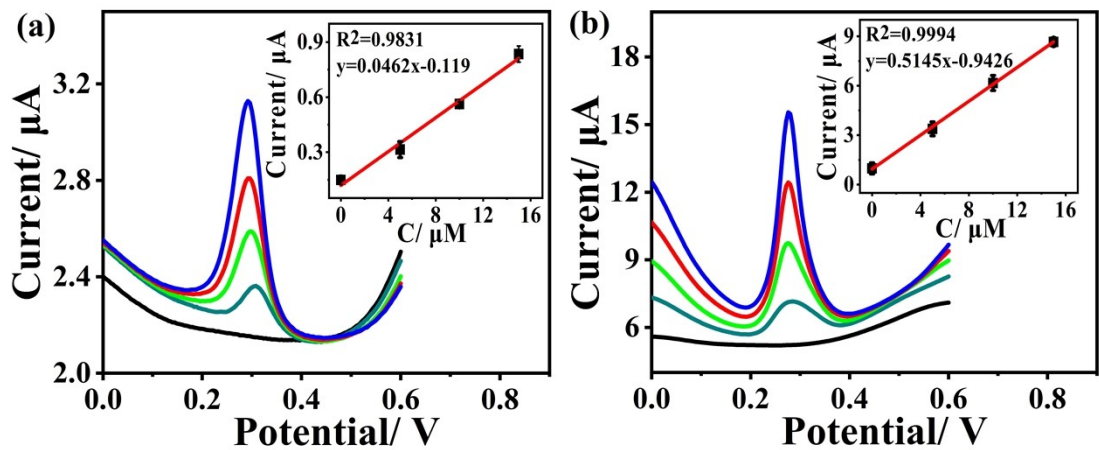 (a)
R2=0.9831
y=0.0462x-0.119
Current/ μA
0.9
0.6
0.3
0 4 8 12 16
C/ μM
Current/ μA
3.2
2.8
2.4
2.0
0.0 0.2 0.4 0.6 0.8
Potential/ V
(b)
R2=0.9994
y=0.5145x-0.9426
Current/ μA
9
6
3
0
0 4 8 12 16
C/ μM
Current/ μA
18
15
12
9
6
0.0 0.2 0.4 0.6 0.8
Potential/ V